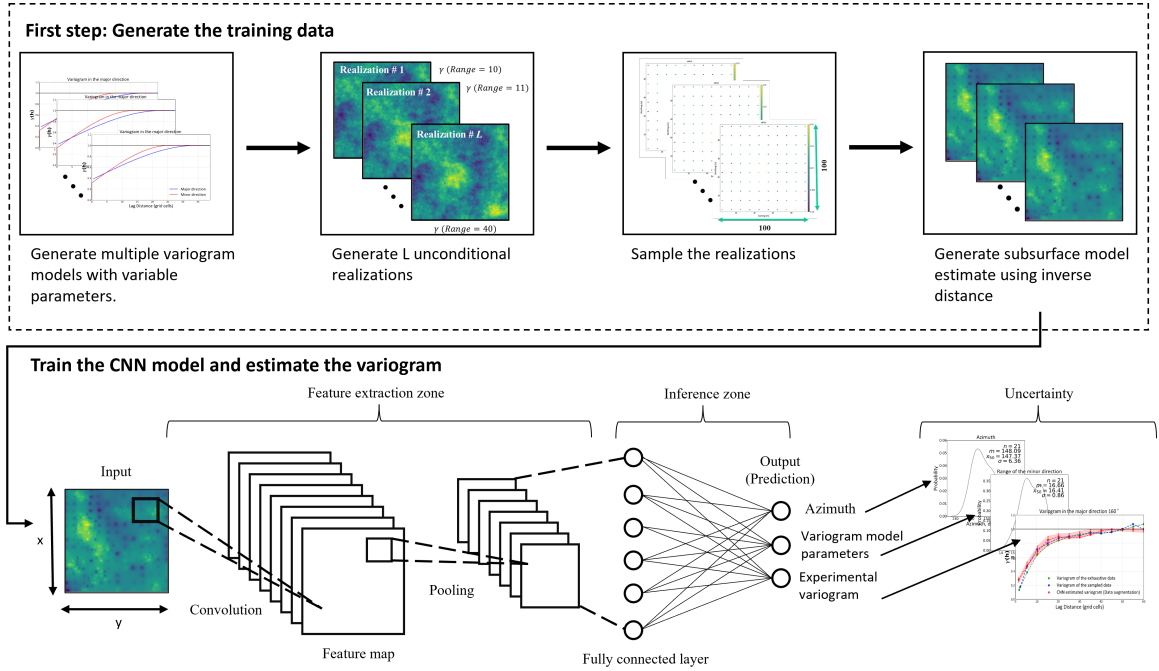 First step: Generate the training data
Variogram in the major direction
Variogram in the major direction
Variogram in the major direction
γ(h)
γ(h)
γ(h)
Major direction
Minor direction
Lag Distance (grid cells)
Generate multiple variogram
models with variable
parameters.
Realization # 1
γ (Range = 10)
Realization # 2
γ (Range = 11)
Realization # L
γ (Range = 40)
Generate L unconditional
realizations
100
100
Sample the realizations
Generate subsurface model
estimate using inverse
distance
Train the CNN model and estimate the variogram
Feature extraction zone
Inference zone
Uncertainty
Input
x
y
Convolution
Feature map
Pooling
Fully connected layer
Output
(Prediction)
Azimuth
Variogram model
parameters
Experimental
variogram
Azimuth
n = 21
m = 148.09
x50 = 147.37
σ = 6.36
Probability
Range of the minor direction
n = 21
m = 16.66
x50 = 16.41
σ = 0.86
Variogram in the major direction 160°
γ(h)
Variogram of the exhaustive data
Variogram of the sampled data
CNN estimated variogram (Data augmentation)
Lag Distance (grid cells)